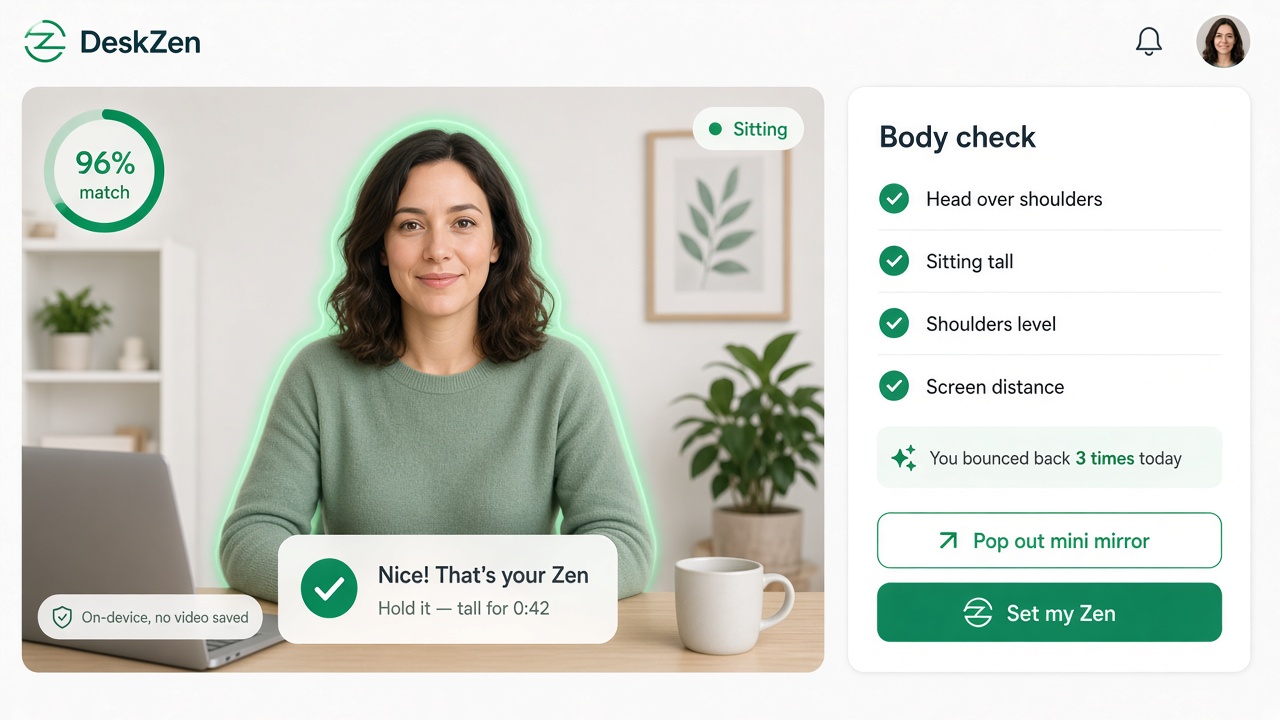 DeskZen
96%
match
Sitting
On-device, no video saved
Nice! That's your Zen
Hold it — tall for 0:42
Body check
Head over shoulders
Sitting tall
Shoulders level
Screen distance
You bounced back 3 times today
Pop out mini mirror
Set my Zen